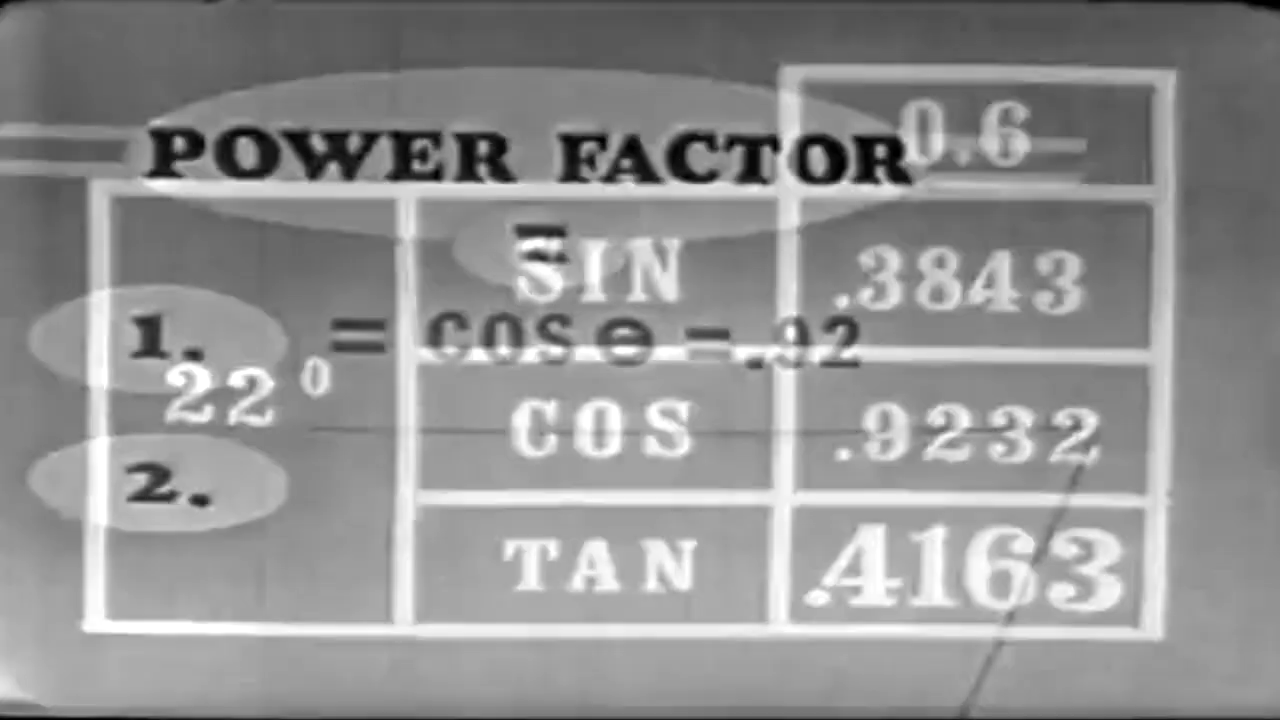 POWER FACTOR
0.6
=
SIN .3843
1. = COS Θ = .92
22°
COS .9232
2.
TAN .4163